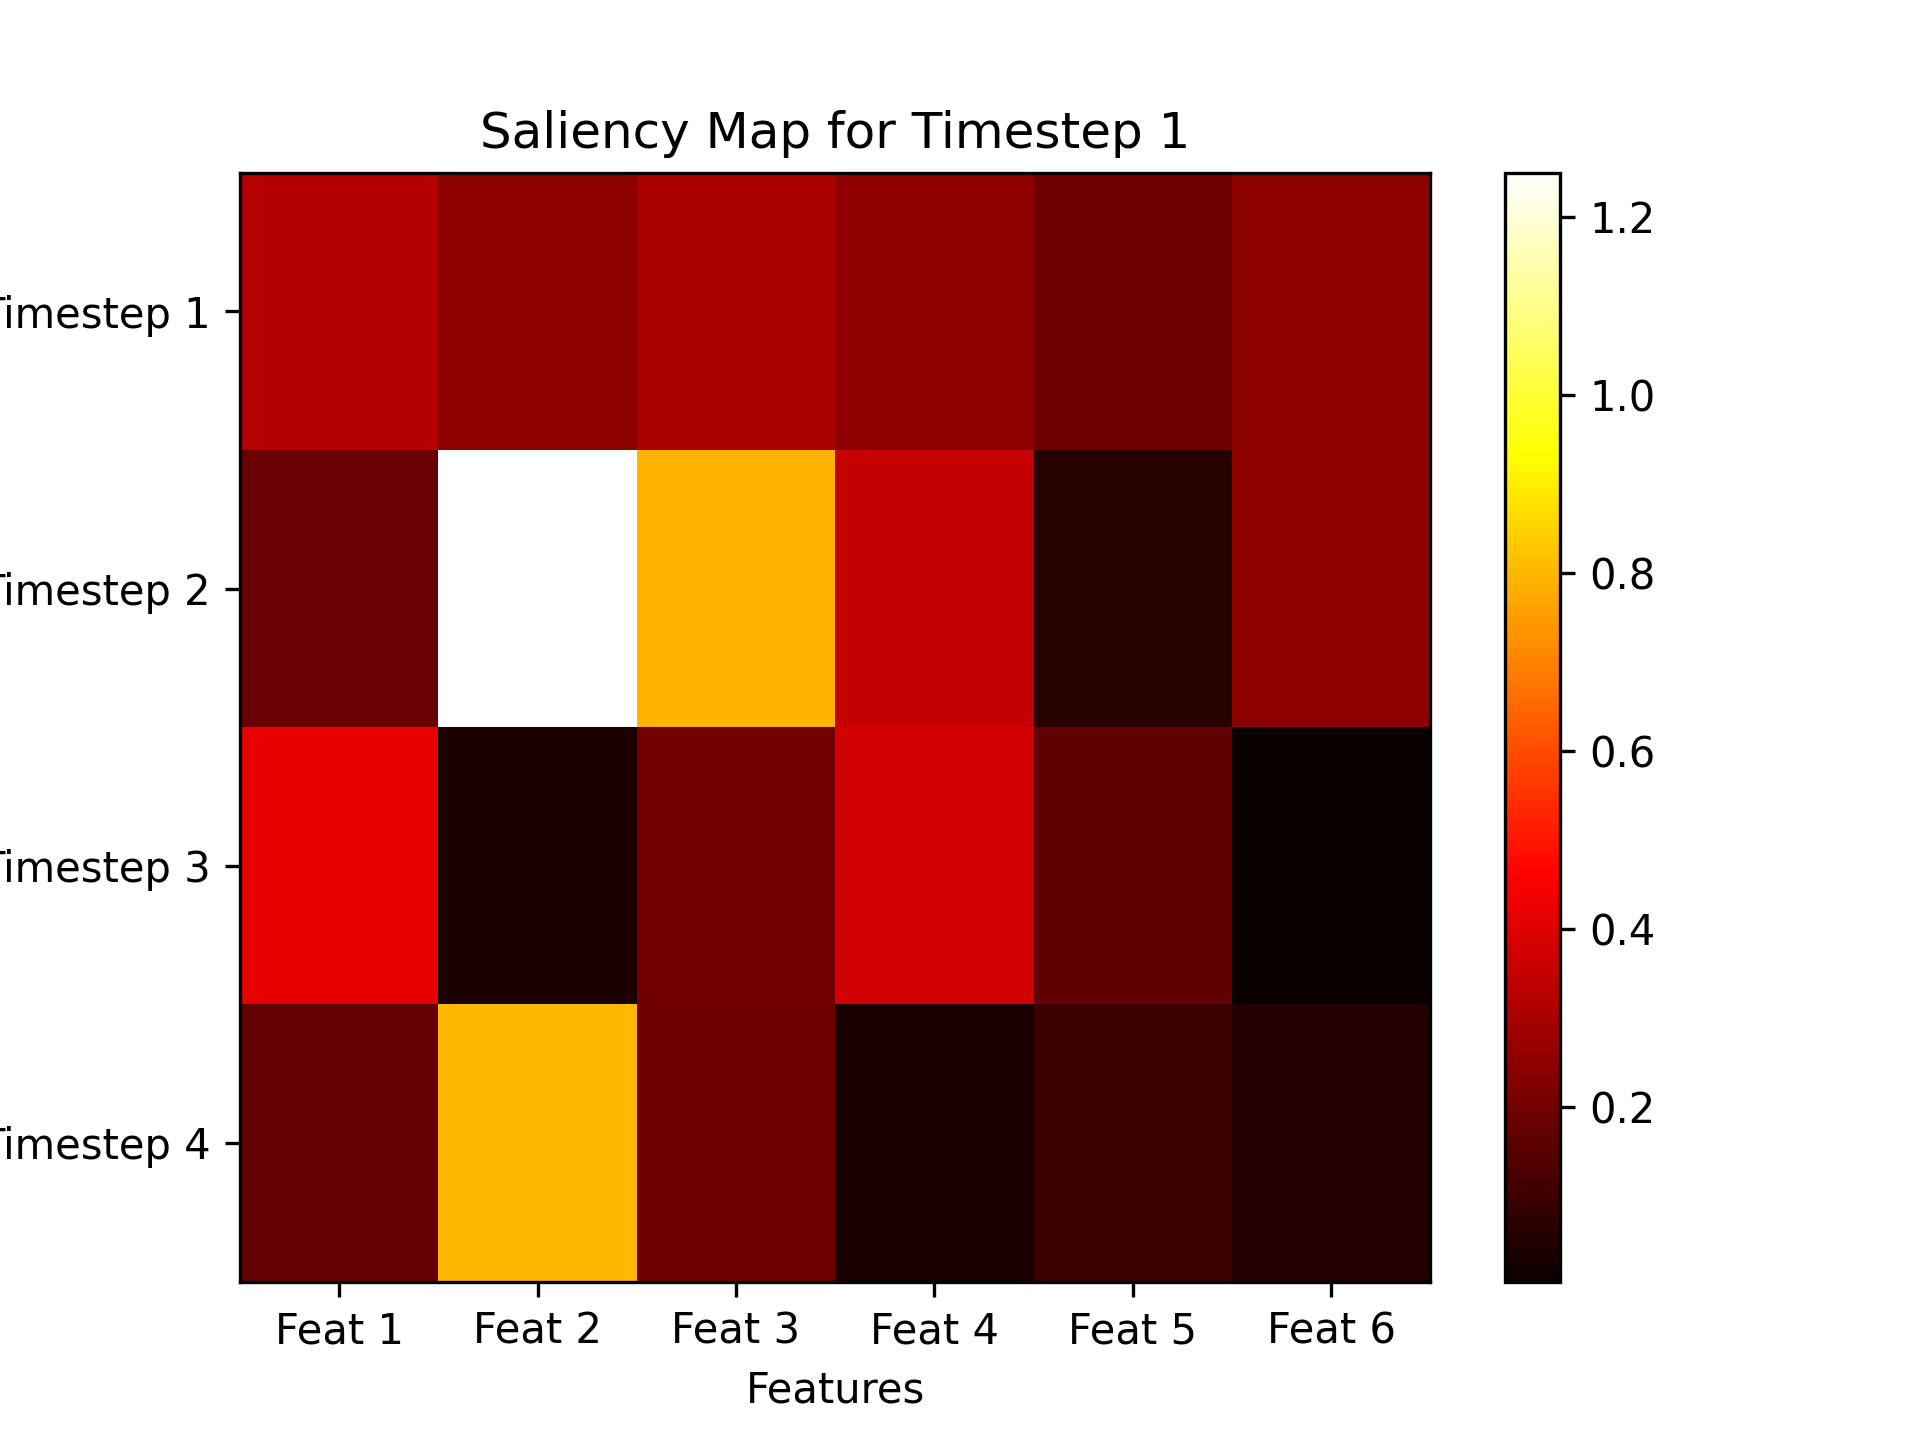 Saliency Map for Timestep 1
imestep 1
imestep 2
imestep 3
imestep 4
Feat 1 Feat 2 Feat 3 Feat 4 Feat 5 Feat 6
Features
1.2
1.0
0.8
0.6
0.4
0.2